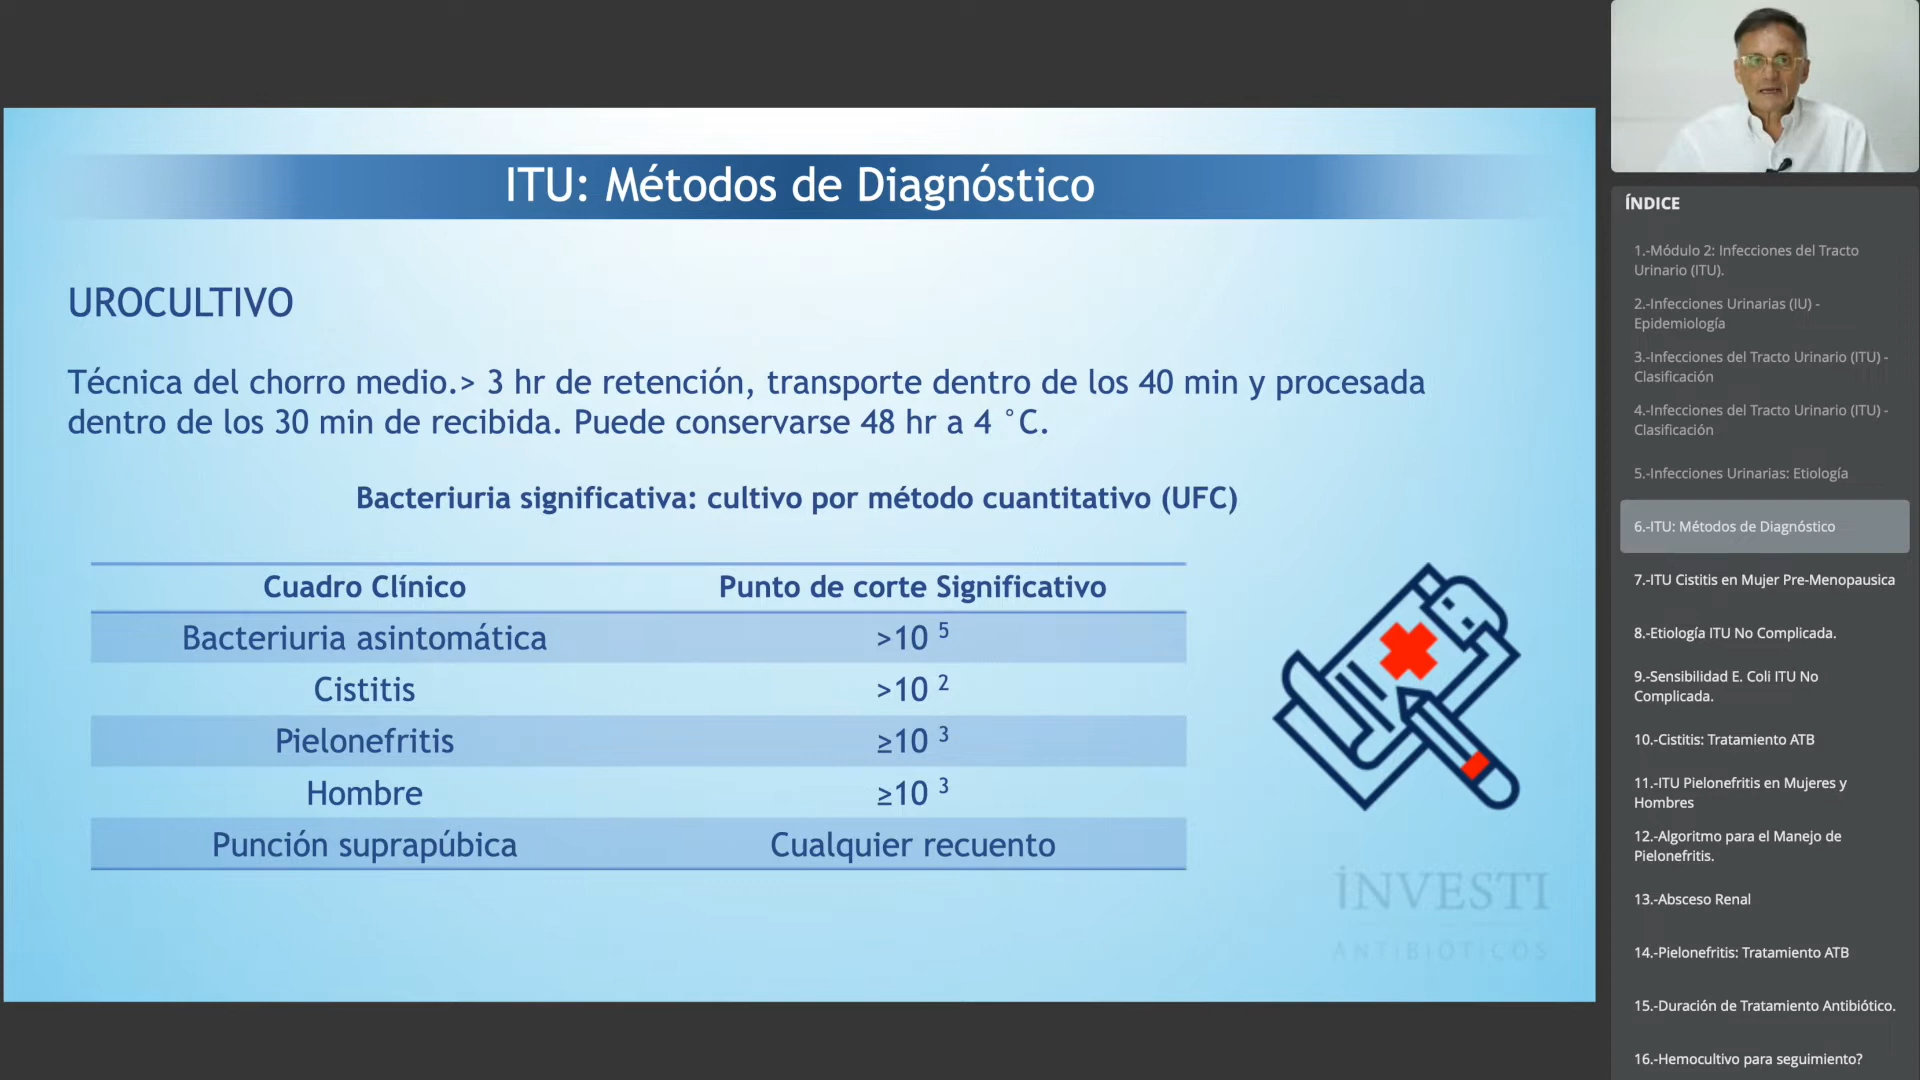 ITU: Métodos de Diagnóstico
UROCULTIVO
Técnica del chorro medio.> 3 hr de retención, transporte dentro de los 40 min y procesada
dentro de los 30 min de recibida. Puede conservarse 48 hr a 4 °C.
Bacteriuria significativa: cultivo por método cuantitativo (UFC)
Cuadro Clínico Punto de corte Significativo
Bacteriuria asintomática >10 ⁵
Cistitis >10 ²
Pielonefritis ≥10 ³
Hombre ≥10 ³
Punción suprapúbica Cualquier recuento
INVESTI
ANTIBIOTICOS
ÍNDICE
1.-Módulo 2: Infecciones del Tracto
Urinario (ITU).
2.-Infecciones Urinarias (IU) -
Epidemiología
3.-Infecciones del Tracto Urinario (ITU) -
Clasificación
4.-Infecciones del Tracto Urinario (ITU) -
Clasificación
5.-Infecciones Urinarias: Etiología
6.-ITU: Métodos de Diagnóstico
7.-ITU Cistitis en Mujer Pre-Menopausica
8.-Etiología ITU No Complicada.
9.-Sensibilidad E. Coli ITU No
Complicada.
10.-Cistitis: Tratamiento ATB
11.-ITU Pielonefritis en Mujeres y
Hombres
12.-Algoritmo para el Manejo de
Pielonefritis.
13.-Absceso Renal
14.-Pielonefritis: Tratamiento ATB
15.-Duración de Tratamiento Antibiótico.
16.-Hemocultivo para seguimiento?